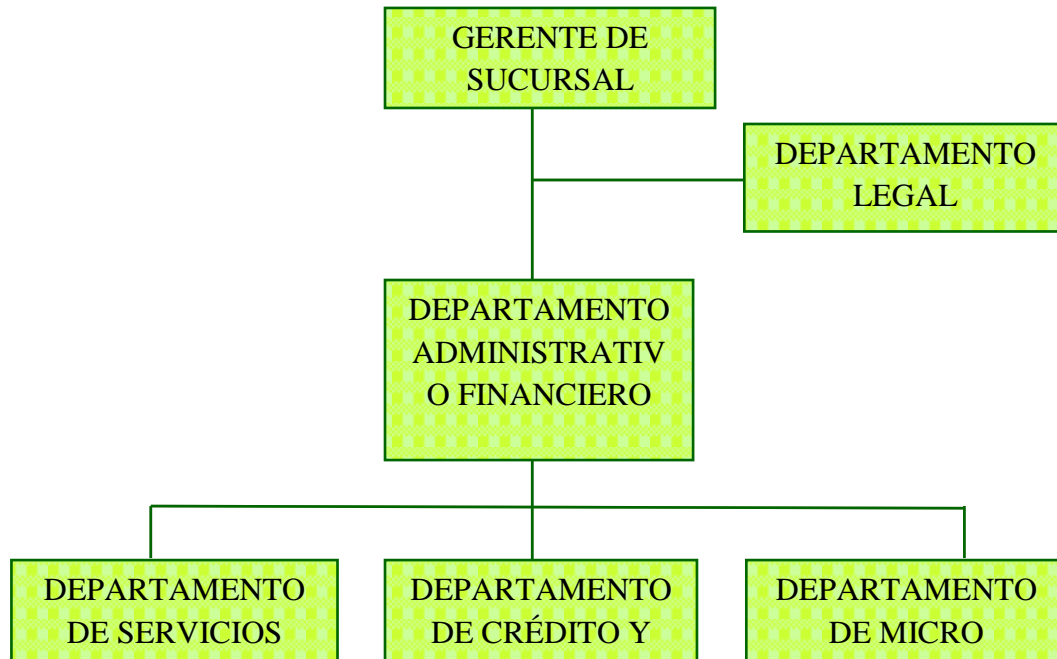 GERENTE DE
SUCURSAL
DEPARTAMENTO
LEGAL
DEPARTAMENTO
ADMINISTRATIV
O FINANCIERO
DEPARTAMENTO
DE SERVICIOS
DEPARTAMENTO
DE CRÉDITO Y
DEPARTAMENTO
DE MICRO